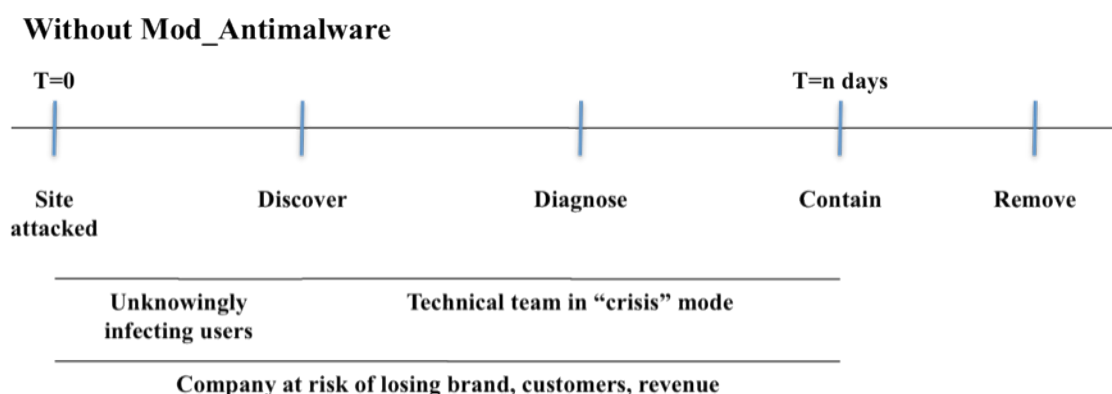 Without Mod_Antimalware
T=0
T=n days
Site
attacked
Discover
Diagnose
Contain
Remove
Unknowingly
infecting users
Technical team in “crisis” mode
Company at risk of losing brand, customers, revenue